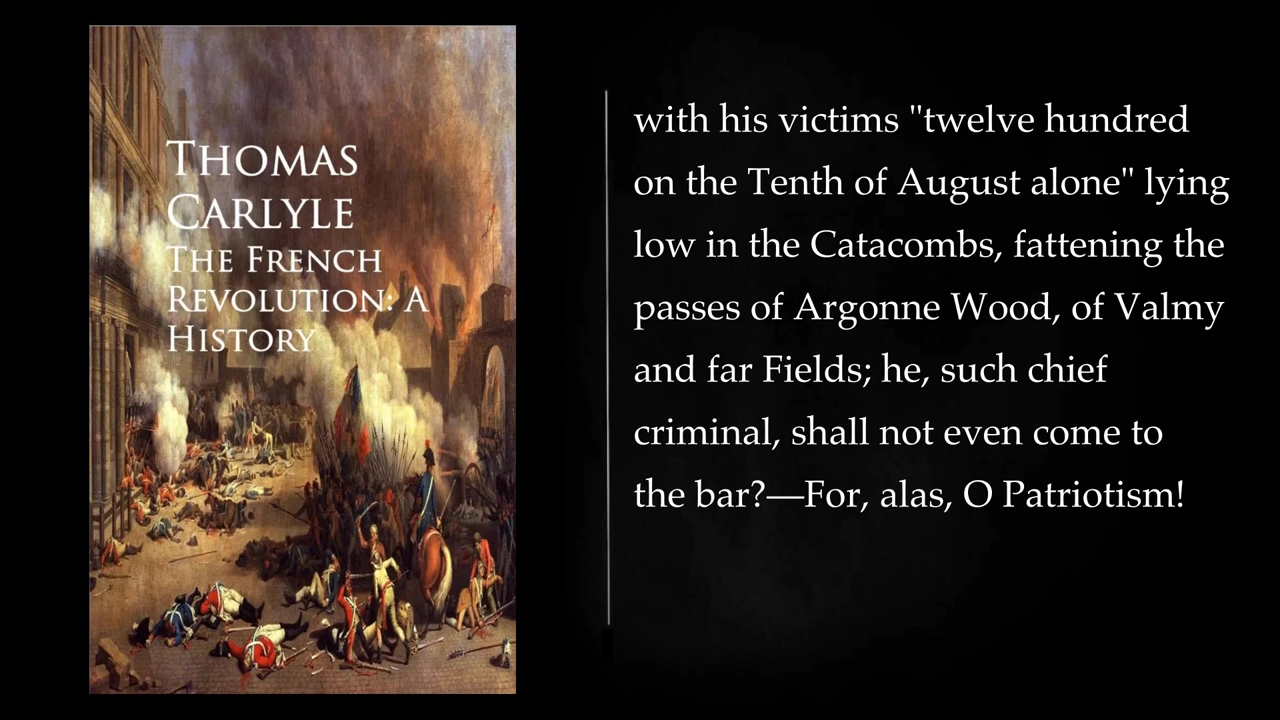 THOMAS
CARLYLE
THE FRENCH
REVOLUTION: A
HISTORY
with his victims "twelve hundred
on the Tenth of August alone" lying
low in the Catacombs, fattening the
passes of Argonne Wood, of Valmy
and far Fields; he, such chief
criminal, shall not even come to
the bar?—For, alas, O Patriotism!